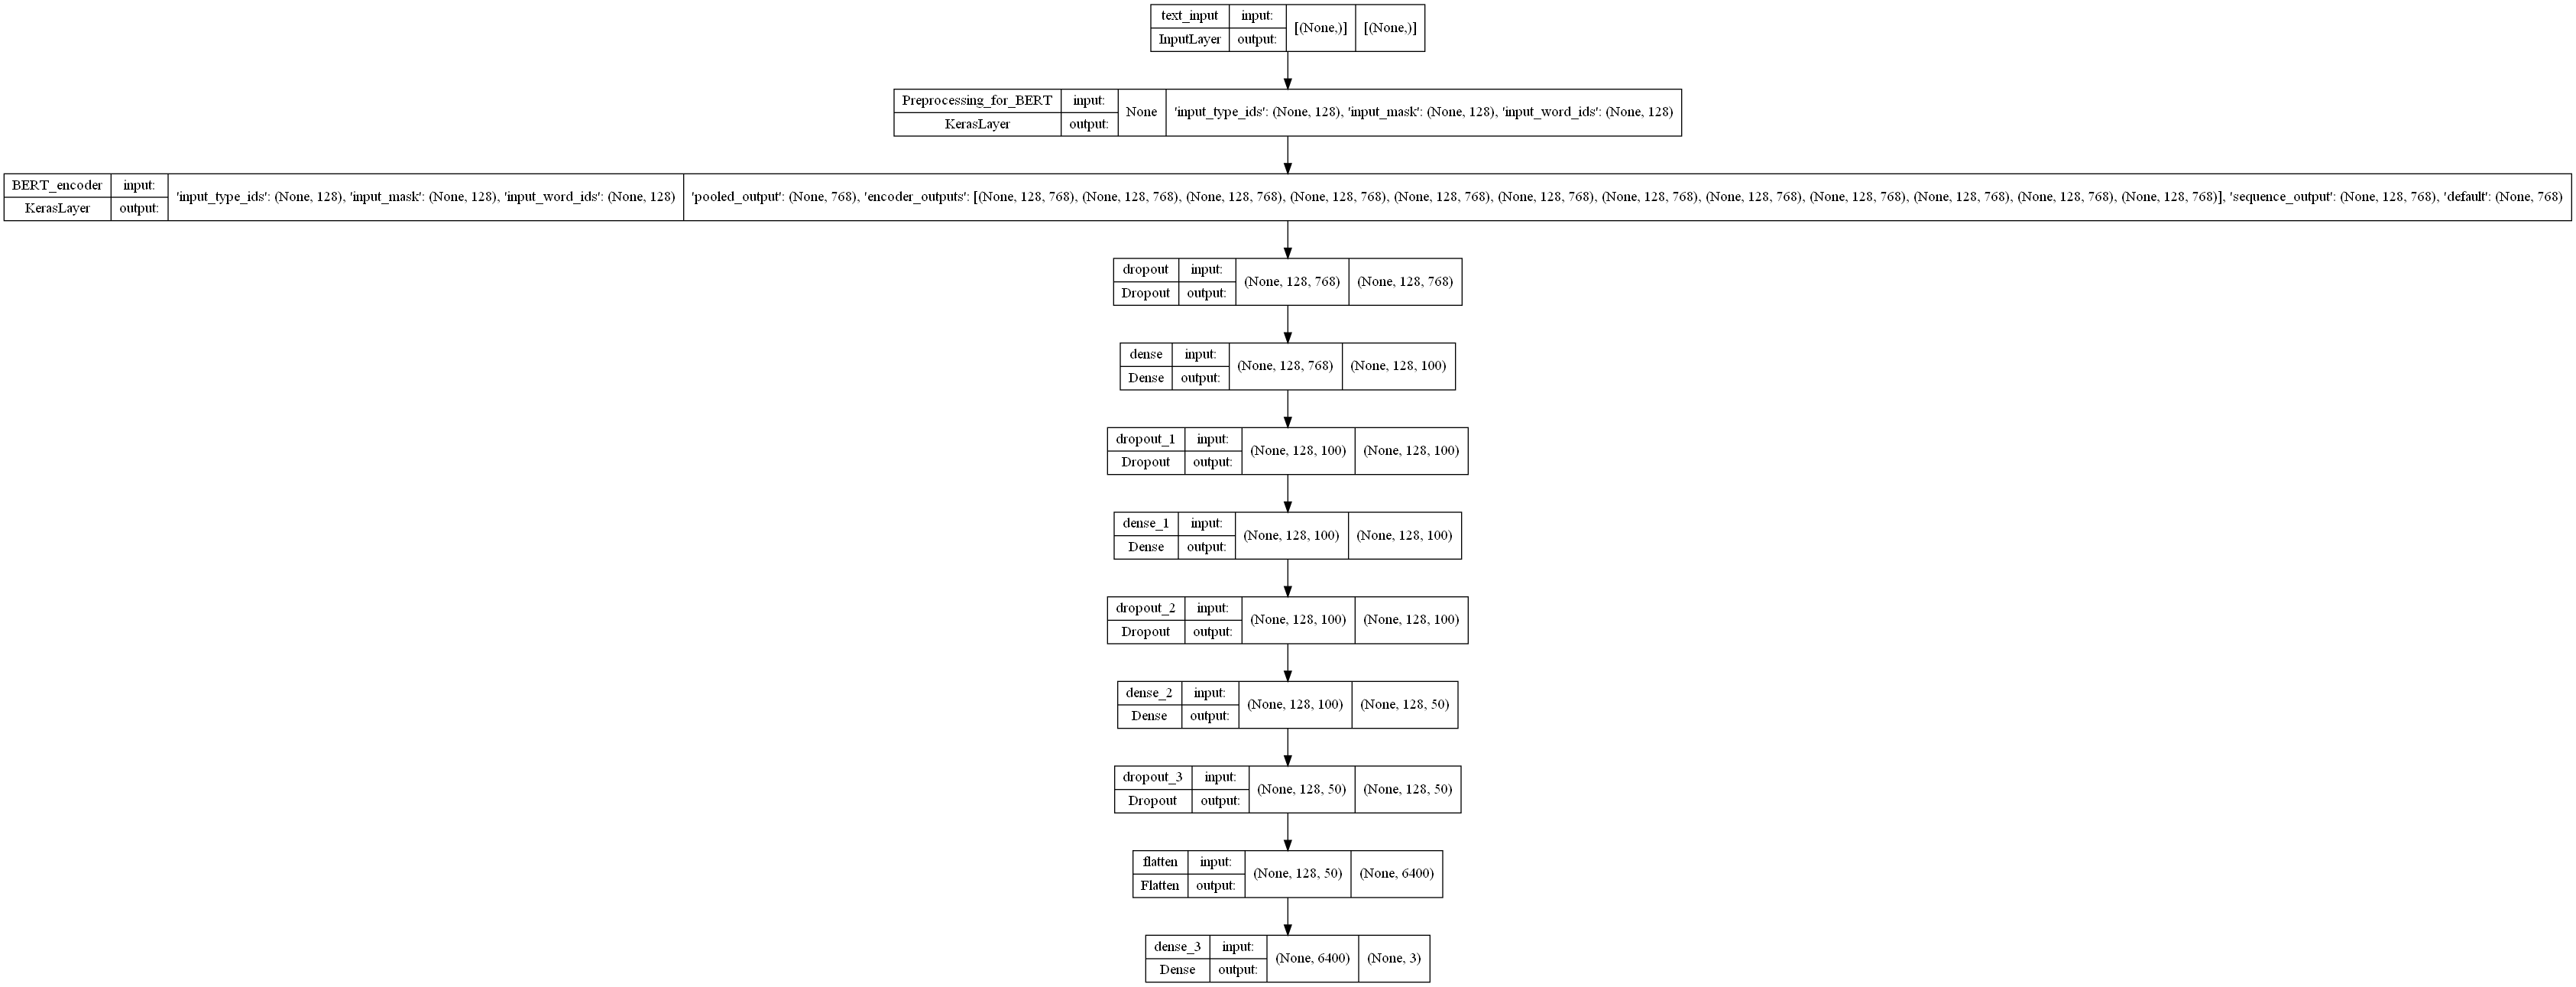 text_input input: [(None,)] [(None,)]
InputLayer output:
Preprocessing_for_BERT input: None 'input_type_ids': (None, 128), 'input_mask': (None, 128), 'input_word_ids': (None, 128)
KerasLayer output:
BERT_encoder input: 'input_type_ids': (None, 128), 'input_mask': (None, 128), 'input_word_ids': (None, 128) 'pooled_output': (None, 768), 'encoder_outputs': [(None, 128, 768), (None, 128, 768), (None, 128, 768), (None, 128, 768), (None, 128, 768), (None, 128, 768), (None, 128, 768), (None, 128, 768), (None, 128, 768), (None, 128, 768), (None, 128, 768), (None, 128, 768)], 'sequence_output': (None, 128, 768), 'default': (None, 768)
KerasLayer output:
dropout input: (None, 128, 768) (None, 128, 768)
Dropout output:
dense input: (None, 128, 768) (None, 128, 100)
Dense output:
dropout_1 input: (None, 128, 100) (None, 128, 100)
Dropout output:
dense_1 input: (None, 128, 100) (None, 128, 100)
Dense output:
dropout_2 input: (None, 128, 100) (None, 128, 100)
Dropout output:
dense_2 input: (None, 128, 100) (None, 128, 50)
Dense output:
dropout_3 input: (None, 128, 50) (None, 128, 50)
Dropout output:
flatten input: (None, 128, 50) (None, 6400)
Flatten output:
dense_3 input: (None, 6400) (None, 3)
Dense output: